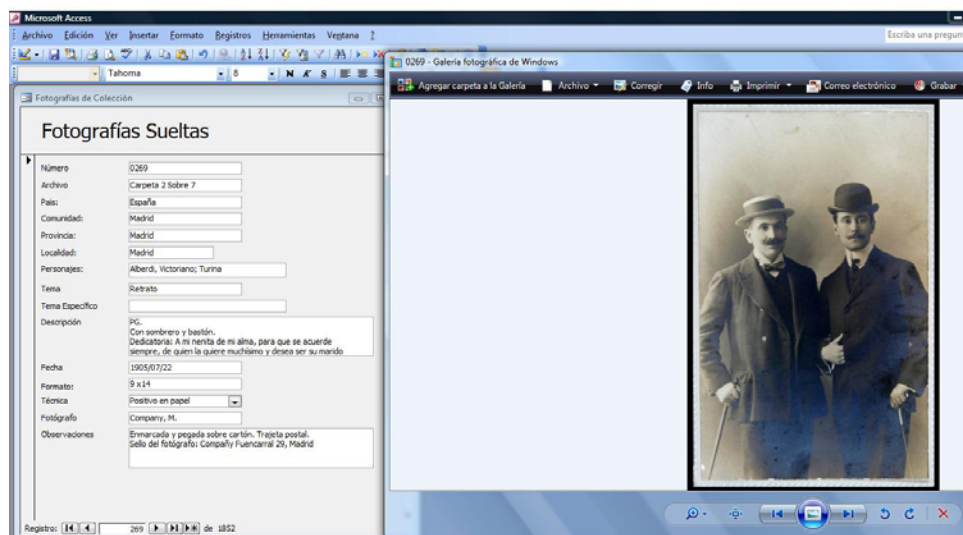 Microsoft Access
Archivo Edición Ver Insertar Formato Registros Herramientas Ventana ?
Escriba una pregun
Tahoma 8 N K S
0269 - Galería fotográfica de Windows
Agregar carpeta a la Galería Archivo Corregir Info Imprimir Correo electrónico Grabar
Fotografías de Colección
Fotografías Sueltas
Número 0269
Archivo Carpeta 2 Sobre 7
Pais: España
Comunidad: Madrid
Provincia: Madrid
Localidad: Madrid
Personajes: Alberdi, Victoriano; Turina
Tema Retrato
Tema Específico
Descripción PG.
Con sombrero y bastón.
Dedicatoria: A mi nenita de mi alma, para que se acuerde
siempre, de quien la quiere muchísimo y desea ser su marido
Fecha 1905/07/22
Formato: 9 x14
Técnica Positivo en papel
Fotógrafo Company, M.
Observaciones Enmarcada y pegada sobre cartón. Trajeta postal.
Sello del fotógrafo: Compañy Fuencarral 29, Madrid
Registro: 269 de 1852